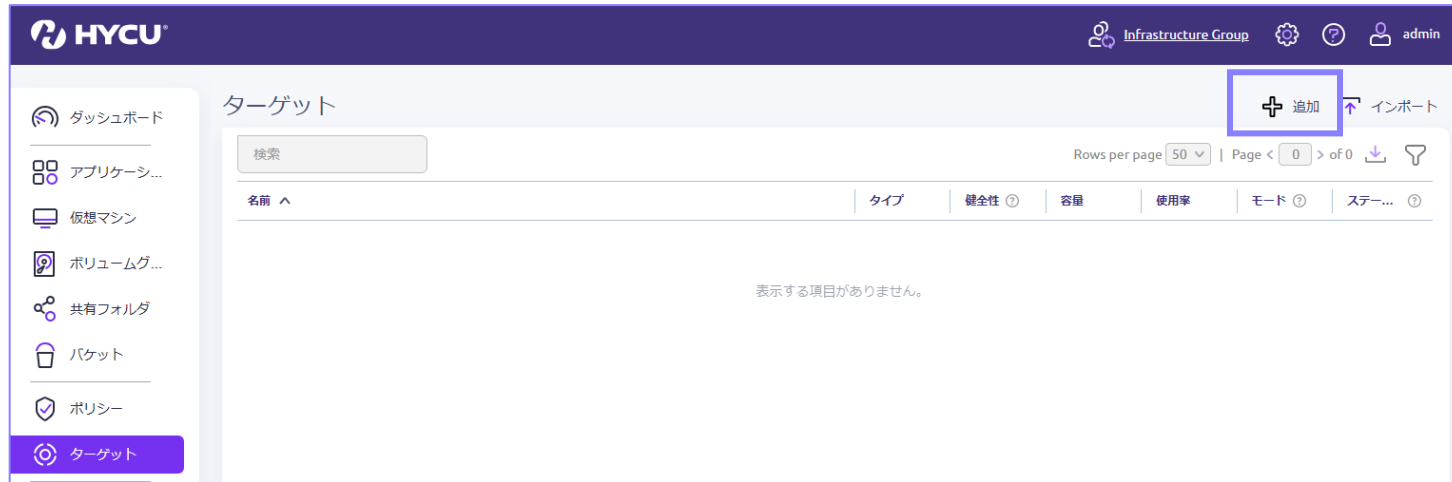 HYCU®
Infrastructure Group
admin
ターゲット
追加
インポート
ダッシュボード
アプリケーシ...
仮想マシン
ボリュームグ...
共有フォルダ
バケット
ポリシー
ターゲット
検索
Rows per page 50 | Page < 0 > of 0
名前 タイプ 健全性 ? 容量 使用率 モード ? ステー... ?
表示する項目がありません。